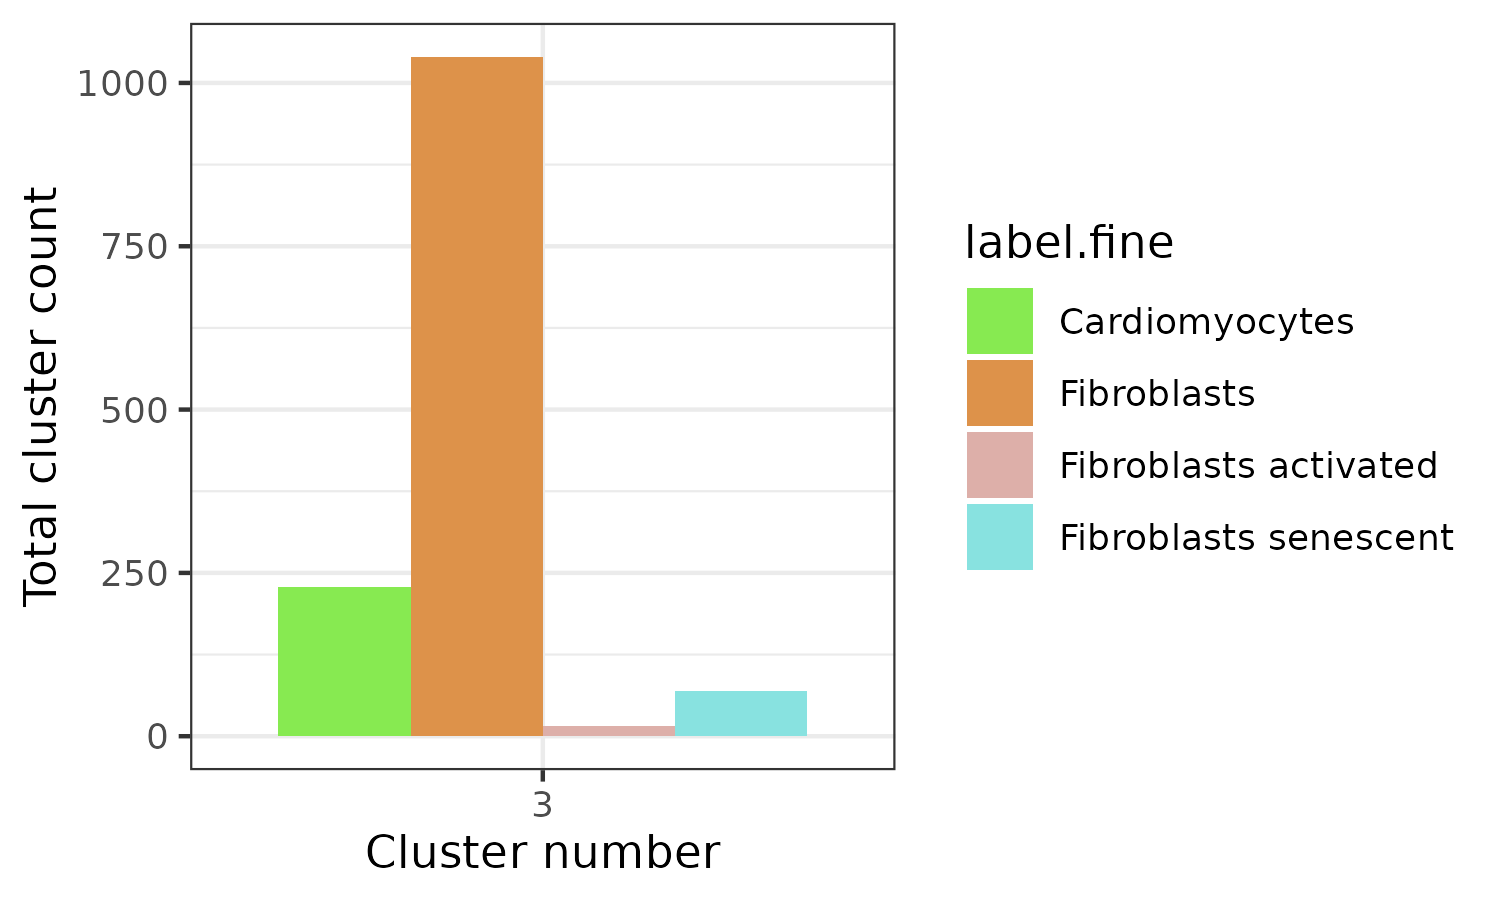 Total cluster count
1000
750
500
250
0
3
Cluster number
label.fine
Cardiomyocytes
Fibroblasts
Fibroblasts activated
Fibroblasts senescent